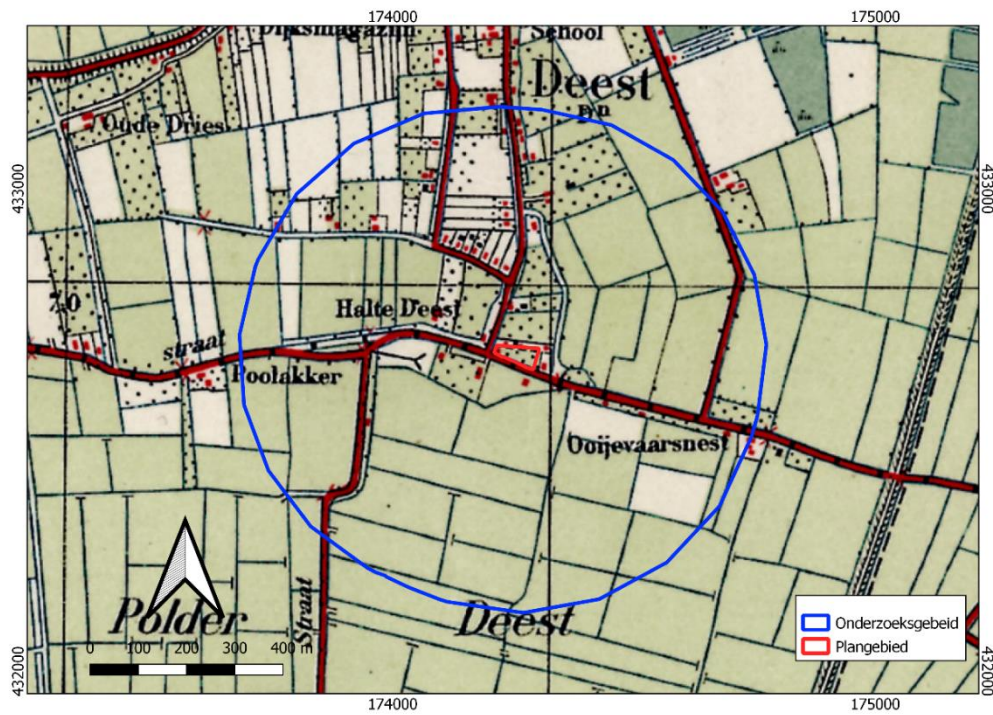 174000
175000
Dijksmagazijn
School
Deest
p.n
Oude Dries
433000
433000
7.0
Halte Deest
straat
Poolakker
Ooijevaarsnest
Polder
Straat
Deest
Onderzoeksgebeid
Plangebied
0 100 200 300 400 m
432000
432000
174000
175000